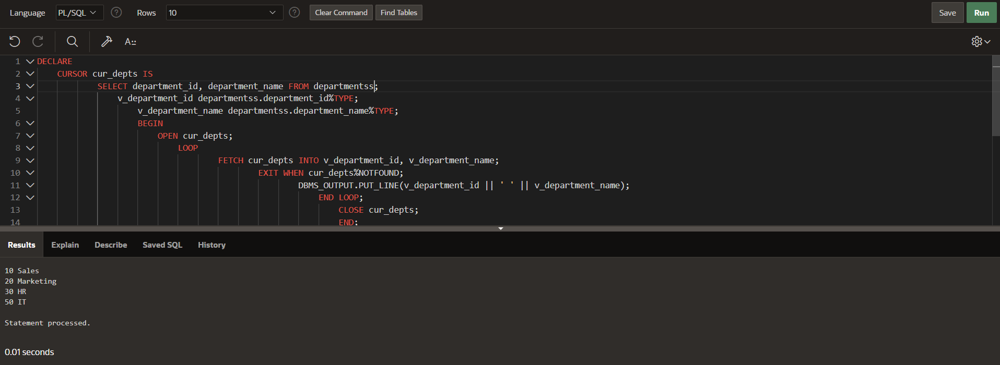 Language PL/SQL ? Rows 10 ? Clear Command Find Tables Save Run
A::
1 DECLARE
2 CURSOR cur_depts IS
3 SELECT department_id, department_name FROM departmentss;
4 v_department_id departmentss.department_id%TYPE;
5 v_department_name departmentss.department_name%TYPE;
6 BEGIN
7 OPEN cur_depts;
8 LOOP
9 FETCH cur_depts INTO v_department_id, v_department_name;
10 EXIT WHEN cur_depts%NOTFOUND;
11 DBMS_OUTPUT.PUT_LINE(v_department_id || ' ' || v_department_name);
12 END LOOP;
13 CLOSE cur_depts;
14 END;
Results Explain Describe Saved SQL History
10 Sales
20 Marketing
30 HR
50 IT
Statement processed.
0.01 seconds